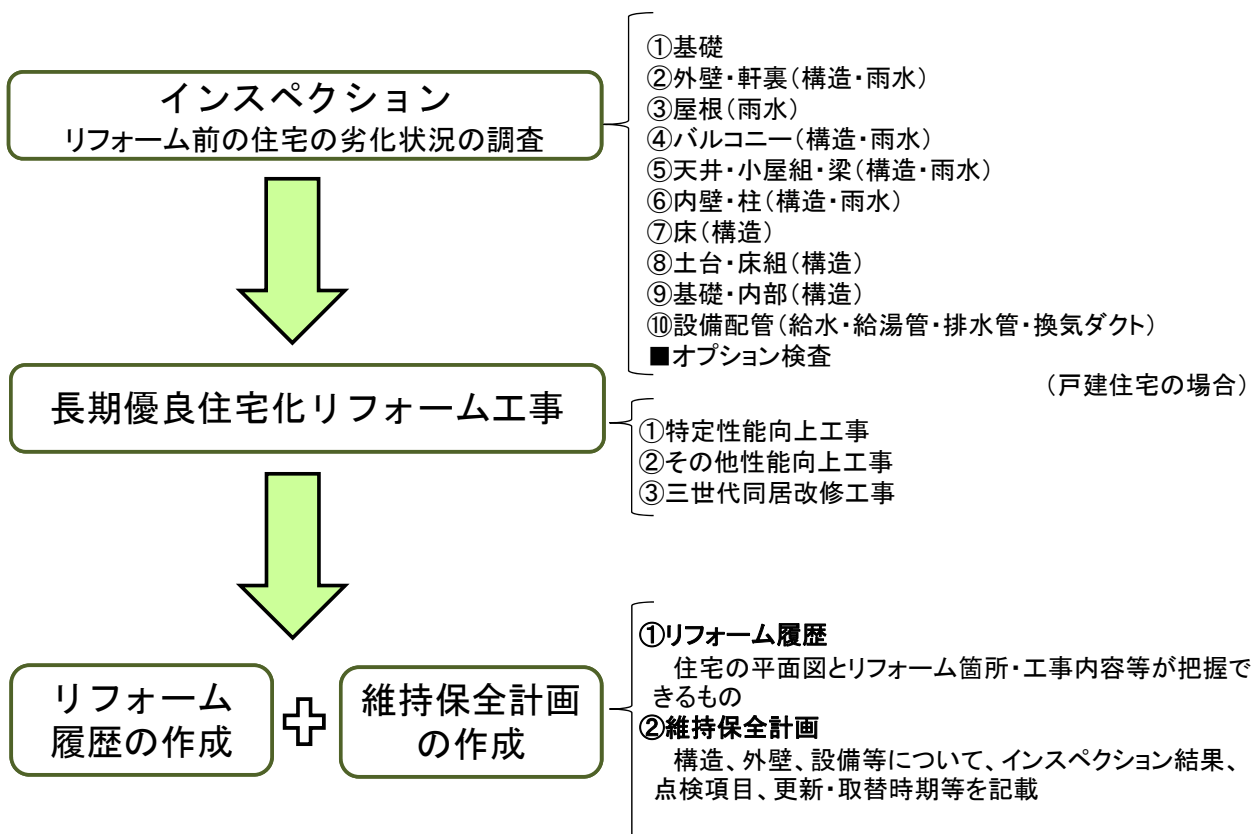 インスペクション
リフォーム前の住宅の劣化状況の調査
①基礎
②外壁・軒裏(構造・雨水)
③屋根(雨水)
④バルコニー(構造・雨水)
⑤天井・小屋組・梁(構造・雨水)
⑥内壁・柱(構造・雨水)
⑦床(構造)
⑧土台・床組(構造)
⑨基礎・内部(構造)
⑩設備配管(給水・給湯管・排水管・換気ダクト)
■オプション検査
(戸建住宅の場合)
長期優良住宅化リフォーム工事
①特定性能向上工事
②その他性能向上工事
③三世代同居改修工事
リフォーム
履歴の作成
維持保全計画
の作成
①リフォーム履歴
住宅の平面図とリフォーム箇所・工事内容等が把握で
きるもの
②維持保全計画
構造、外壁、設備等について、インスペクション結果、
点検項目、更新・取替時期等を記載